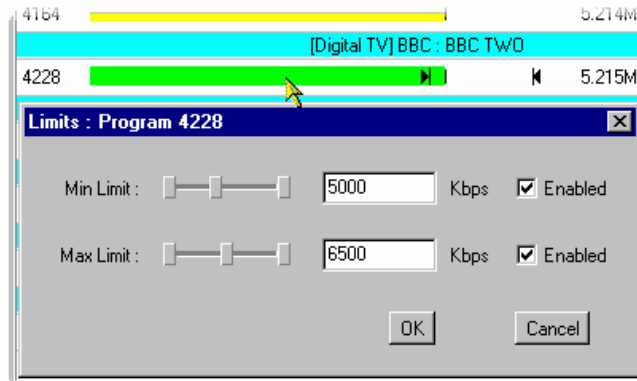 4164 5.214M
[Digital TV] BBC : BBC TWO
4228 5.215M
Limits : Program 4228
Min Limit : 5000 Kbps Enabled
Max Limit : 6500 Kbps Enabled
OK Cancel